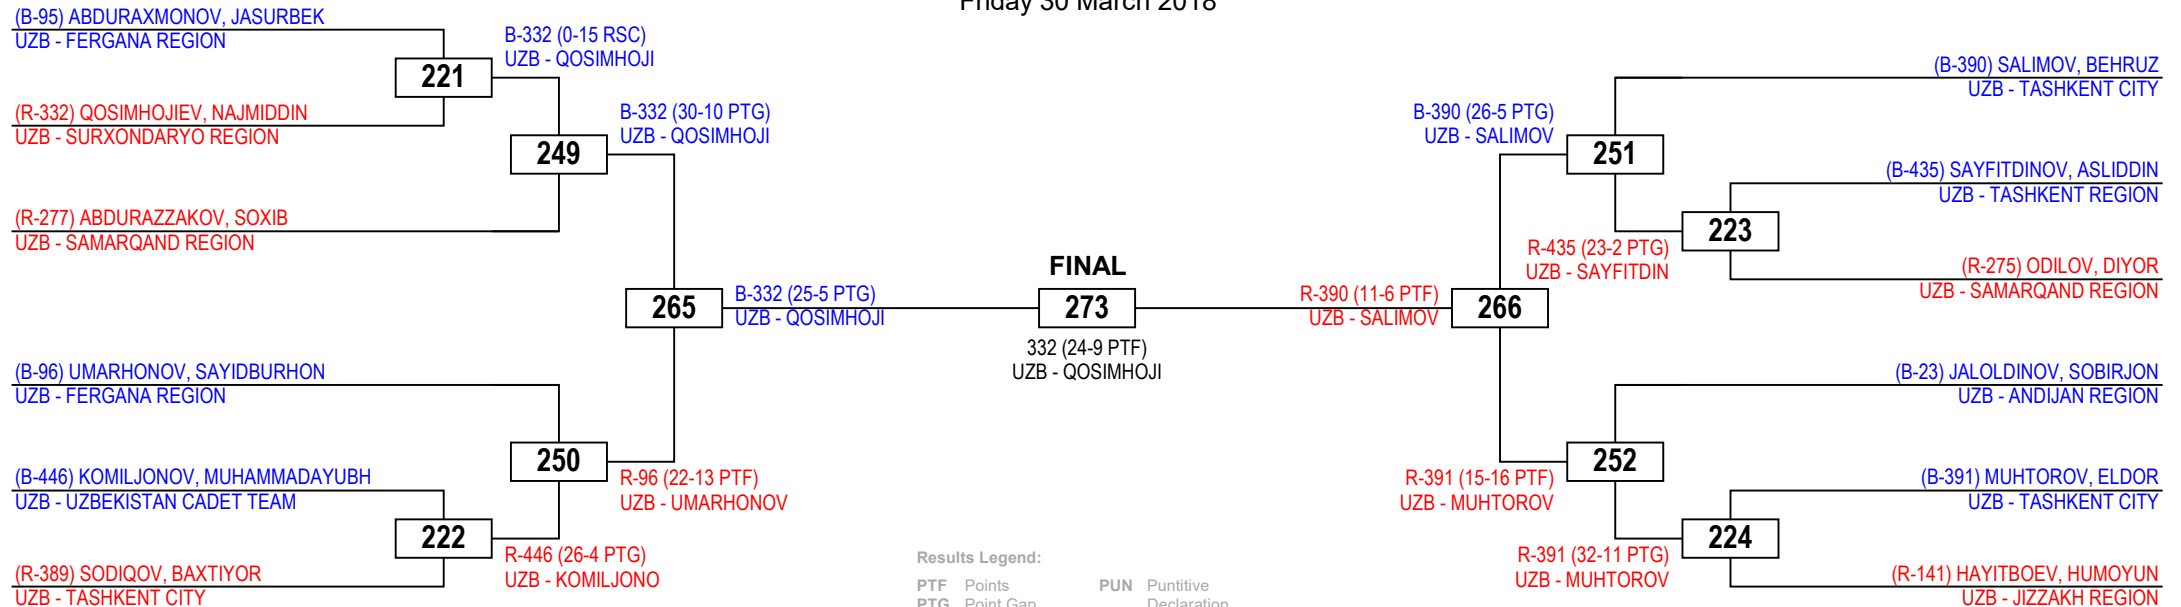 Friday 30 March 2018
(B-95) ABDURAXMONOV, JASURBEK
UZB - FERGANA REGION
221
(R-332) QOSIMHOJIEV, NAJMIDDIN
UZB - SURXONDARYO REGION
B-332 (0-15 RSC)
UZB - QOSIMHOJI
249
(R-277) ABDURAZZAKOV, SOXIB
UZB - SAMARQAND REGION
B-332 (30-10 PTG)
UZB - QOSIMHOJI
265
B-332 (25-5 PTG)
UZB - QOSIMHOJI
(B-96) UMARHONOV, SAYIDBURHON
UZB - FERGANA REGION
250
R-96 (22-13 PTF)
UZB - UMARHONOV
(B-446) KOMILJONOV, MUHAMMADAYUBH
UZB - UZBEKISTAN CADET TEAM
222
R-446 (26-4 PTG)
UZB - KOMILJONO
(R-389) SODIQOV, BAXTIYOR
UZB - TASHKENT CITY
FINAL
273
332 (24-9 PTF)
UZB - QOSIMHOJI
(B-390) SALIMOV, BEHRUZ
UZB - TASHKENT CITY
B-390 (26-5 PTG)
UZB - SALIMOV
251
(B-435) SAYFITDINOV, ASLIDDIN
UZB - TASHKENT REGION
223
R-435 (23-2 PTG)
UZB - SAYFITDIN
(R-275) ODILOV, DIYOR
UZB - SAMARQAND REGION
R-390 (11-6 PTF)
UZB - SALIMOV
266
(B-23) JALOLDINOV, SOBIRJON
UZB - ANDIJAN REGION
252
R-391 (15-16 PTF)
UZB - MUHTOROV
(B-391) MUHTOROV, ELDOR
UZB - TASHKENT CITY
224
R-391 (32-11 PTG)
UZB - MUHTOROV
(R-141) HAYITBOEV, HUMOYUN
UZB - JIZZAKH REGION
Results Legend:
PTF Points
PTG Point Gap
PUN Puntitive
Declaration